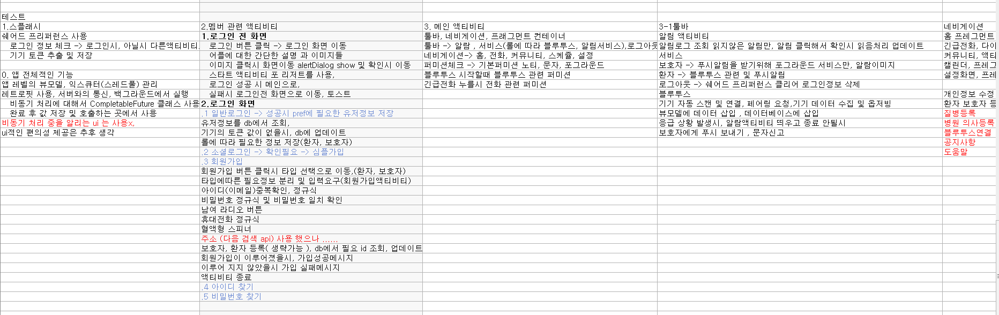 테스트
1.스플래시
쉐어드 프리퍼런스 사용
로그인 정보 체크 -> 로그인시, 아닐시 다른액티비티.
기기 토큰 추출 및 저장
0. 앱 전체적인 기능
앱 레벨의 뷰모델, 익스큐터(스레드풀) 관리
레트로핏 사용, 서버와의 통신, 백그라운드에서 실행
비동기 처리에 대해서 CompletableFuture 클래스 사용
완료 후 값 저장 및 호출하는 곳에서 사용
비동기 처리 중을 알리는 ui 는 사용x,
ui적인 편의성 제공은 추후 생각
2.멤버 관련 액티비티
1.로그인 전 화면
로그인 버튼 클릭 -> 로그인 화면 이동
어플에 대한 간단한 설명 과 이미지들
이미지 클릭시 화면이동 alertDialog show 및 확인시 이동
스타트 액티비티 포 리저트를 사용,
로그인 성공 시 메인으로,
실패시 로그인전 화면으로 이동, 토스트
2.로그인 화면
.1 일반로그인 -> 성공시 pref에 필요한 유저정보 저장
유저정보를 db에서 조회,
기기의 토큰 값이 없을시, db에 업데이트
롤에 따라 필요한 정보 저장(환자, 보호자)
.2 소셜로그인 -> 확인필요 -> 심플가입
.3 회원가입
회원가입 버튼 클릭시 타입 선택으로 이동,(환자, 보호자)
타입에따른 필요정보 분리 및 입력요구(회원가입액티비티)
아이디(이메일)중복확인, 정규식
비밀번호 정규식 및 비밀번호 일치 확인
남여 라디오 버튼
휴대전화 정규식
혈액형 스피너
주소 (다음 검색 api) 사용 했으나 ......
보호자, 환자 등록( 생략가능 ), db에서 필요 id 조회, 업데이트
회원가입이 이루어졌을시, 가입성공메시지
이루어 지지 않았을시 가입 실패메시지
액티비티 종료
.4 아이디 찾기
.5 비밀번호 찾기
3. 메인 액티비티
툴바, 네비게이션, 프래그먼트 컨테이너
툴바 -> 알람 , 서비스(롤에 따라 블루투스, 알림서비스),로그아웃
네비게이션-> 홈, 전화, 커뮤니티, 스케쥴, 설정
퍼미션체크 -> 기본퍼미션 노티, 문자, 포그라운드
블루투스 시작할때 블루투스 관련 퍼미션
긴급전화 누를시 전화 관련 퍼미션
3-1툴바
알림 액티비티
알림로그 조회 읽지않은 알림만, 알림 클릭해서 확인시 읽음처리 업데이트
서비스
보호자 -> 푸시알림을 받기위해 포그라운드 서비스만, 알람이미지
환자 -> 블루투스 관련 및 푸시알림
로그아웃 -> 쉐어드 프리퍼런스 클리어 로그인정보 삭제
블루투스
기기 자동 스캔 및 연결, 페어링 요청,기기 데이터 수집 및 옵저빙
뷰모델에 데이터 삽입 , 데이터베이스에 삽입
응급 상황 발생시, 알람액티비티 띄우고 종료 안될시
보호자에게 푸시 보내기 , 문자신고
네비게이션
홈 프레그먼트
긴급전화, 다이
커뮤니티, 액티
캘린더, 프레그
설정화면, 프레
개인정보 수정
환자 보호자 등
질병등록
병원 의사등록
블루투스연결
공지사항
도움말